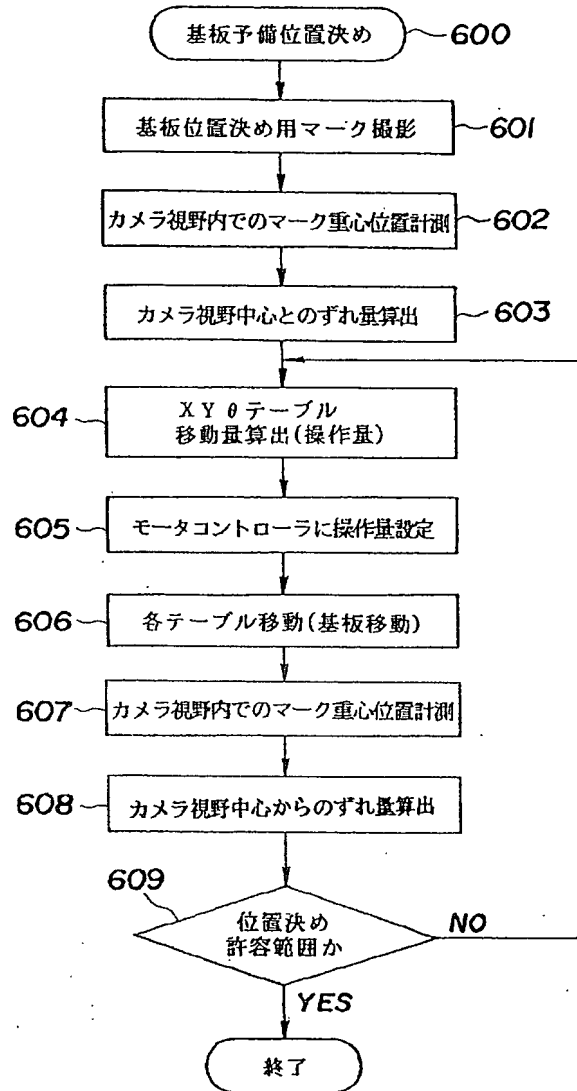 基板予備位置決め 600
基板位置決め用マーク撮影 601
カメラ視野内でのマーク重心位置計測 602
カメラ視野中心とのずれ量算出 603
604 XYθテーブル
移動量算出(操作量)
605 モータコントローラに操作量設定
606 各テーブル移動(基板移動)
607 カメラ視野内でのマーク重心位置計測
608 カメラ視野中心からのずれ量算出
609
位置決め
許容範囲か
NO
YES
終了